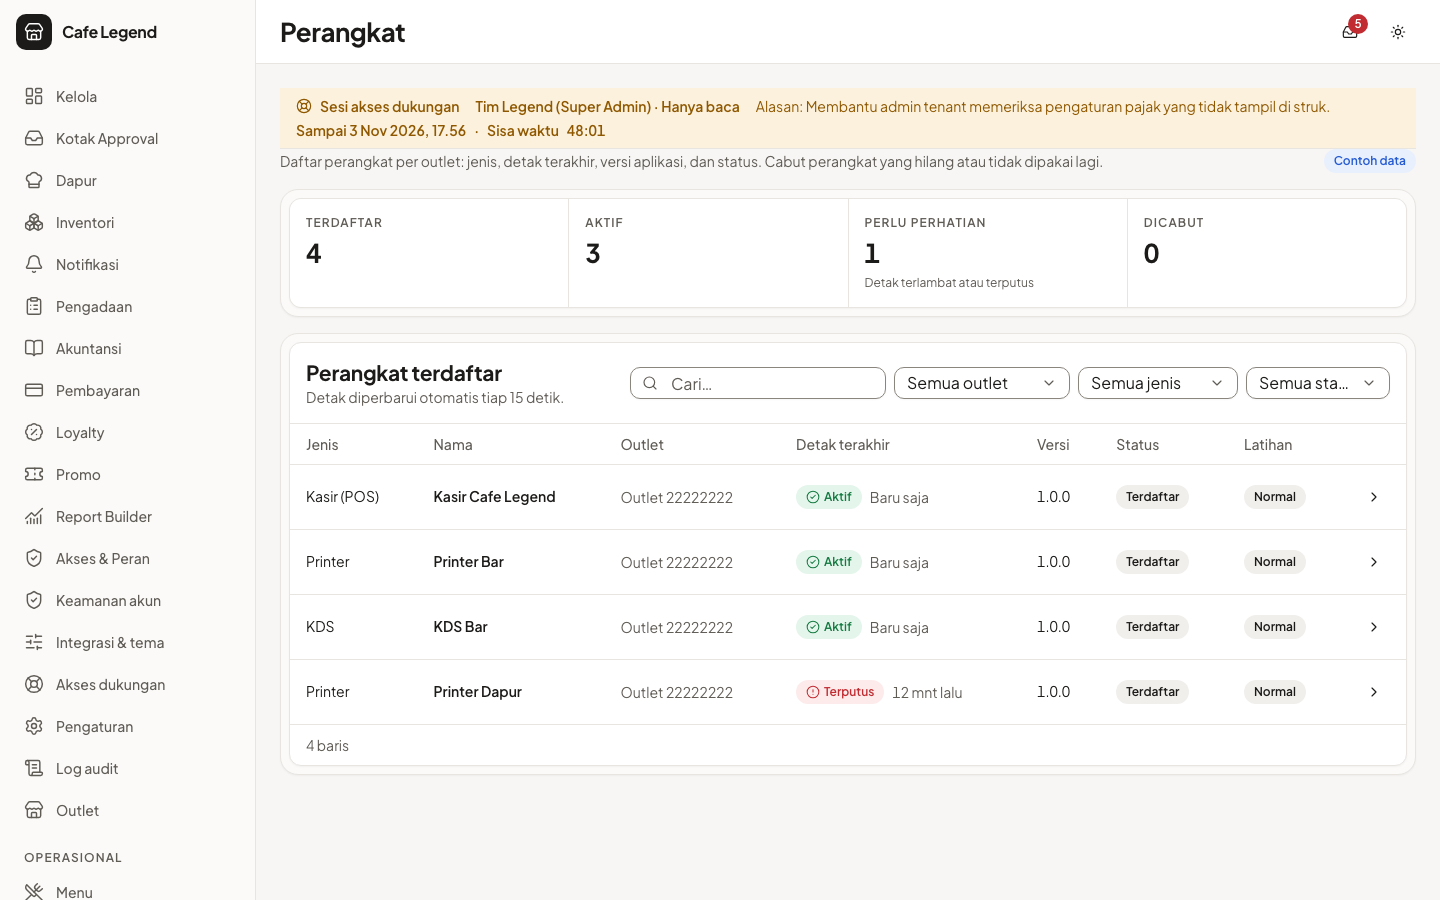 Cafe Legend
Perangkat
5
Kelola
Kotak Approval
Dapur
Inventori
Notifikasi
Pengadaan
Akuntansi
Pembayaran
Loyalty
Promo
Report Builder
Akses & Peran
Keamanan akun
Integrasi & tema
Akses dukungan
Pengaturan
Log audit
Outlet
OPERASIONAL
Menu
Sesi akses dukungan Tim Legend (Super Admin) · Hanya baca Alasan: Membantu admin tenant memeriksa pengaturan pajak yang tidak tampil di struk.
Sampai 3 Nov 2026, 17.56 · Sisa waktu 48:01
Daftar perangkat per outlet: jenis, detak terakhir, versi aplikasi, dan status. Cabut perangkat yang hilang atau tidak dipakai lagi. Contoh data
TERDAFTAR AKTIF PERLU PERHATIAN DICABUT
4 3 1 0
Detak terlambat atau terputus
Perangkat terdaftar
Detak diperbarui otomatis tiap 15 detik.
Cari... Semua outlet Semua jenis Semua sta...
Jenis Nama Outlet Detak terakhir Versi Status Latihan
Kasir (POS) Kasir Cafe Legend Outlet 22222222 Aktif Baru saja 1.0.0 Terdaftar Normal
Printer Printer Bar Outlet 22222222 Aktif Baru saja 1.0.0 Terdaftar Normal
KDS KDS Bar Outlet 22222222 Aktif Baru saja 1.0.0 Terdaftar Normal
Printer Printer Dapur Outlet 22222222 Terputus 12 mnt lalu 1.0.0 Terdaftar Normal
4 baris